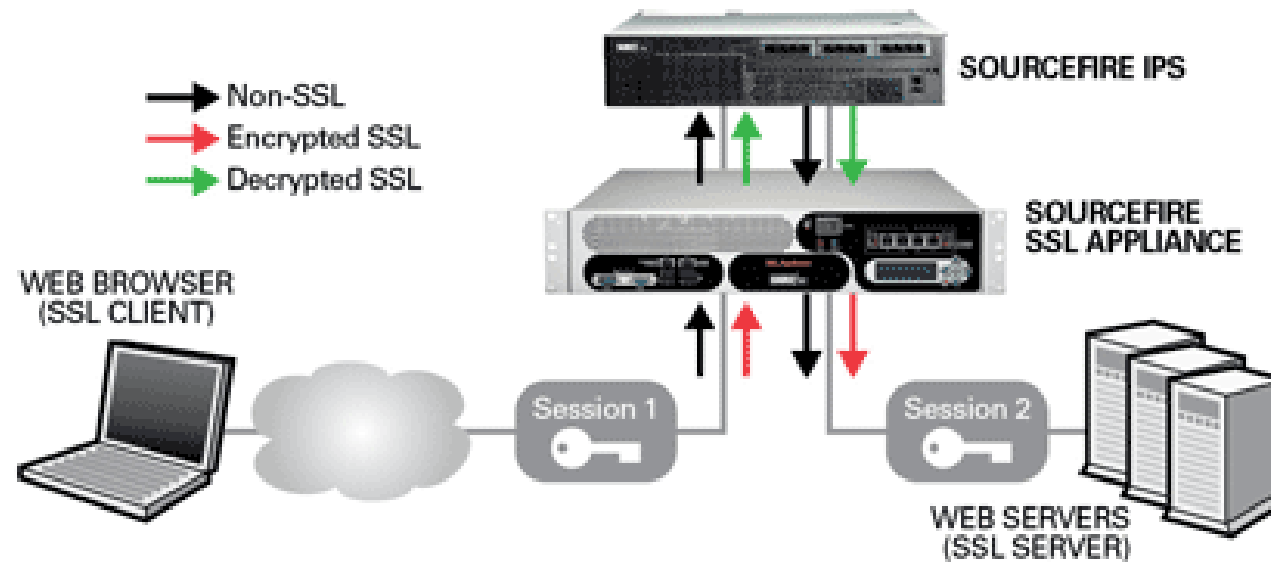 SOURCEFIRE IPS
Non-SSL
Encrypted SSL
Decrypted SSL
SOURCEFIRE
SSL APPLIANCE
WEB BROWSER
(SSL CLIENT)
Session 1
Session 2
WEB SERVERS
(SSL SERVER)